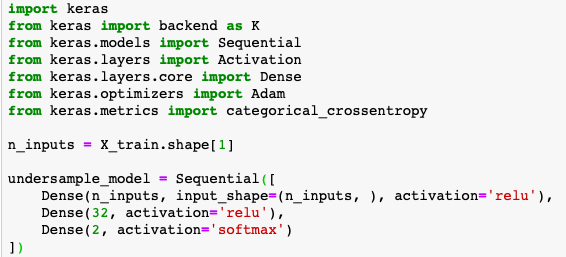 import keras
from keras import backend as K
from keras.models import Sequential
from keras.layers import Activation
from keras.layers.core import Dense
from keras.optimizers import Adam
from keras.metrics import categorical_crossentropy

n_inputs = X_train.shape[1]

undersample_model = Sequential([
    Dense(n_inputs, input_shape=(n_inputs, ), activation='relu'),
    Dense(32, activation='relu'),
    Dense(2, activation='softmax')
])